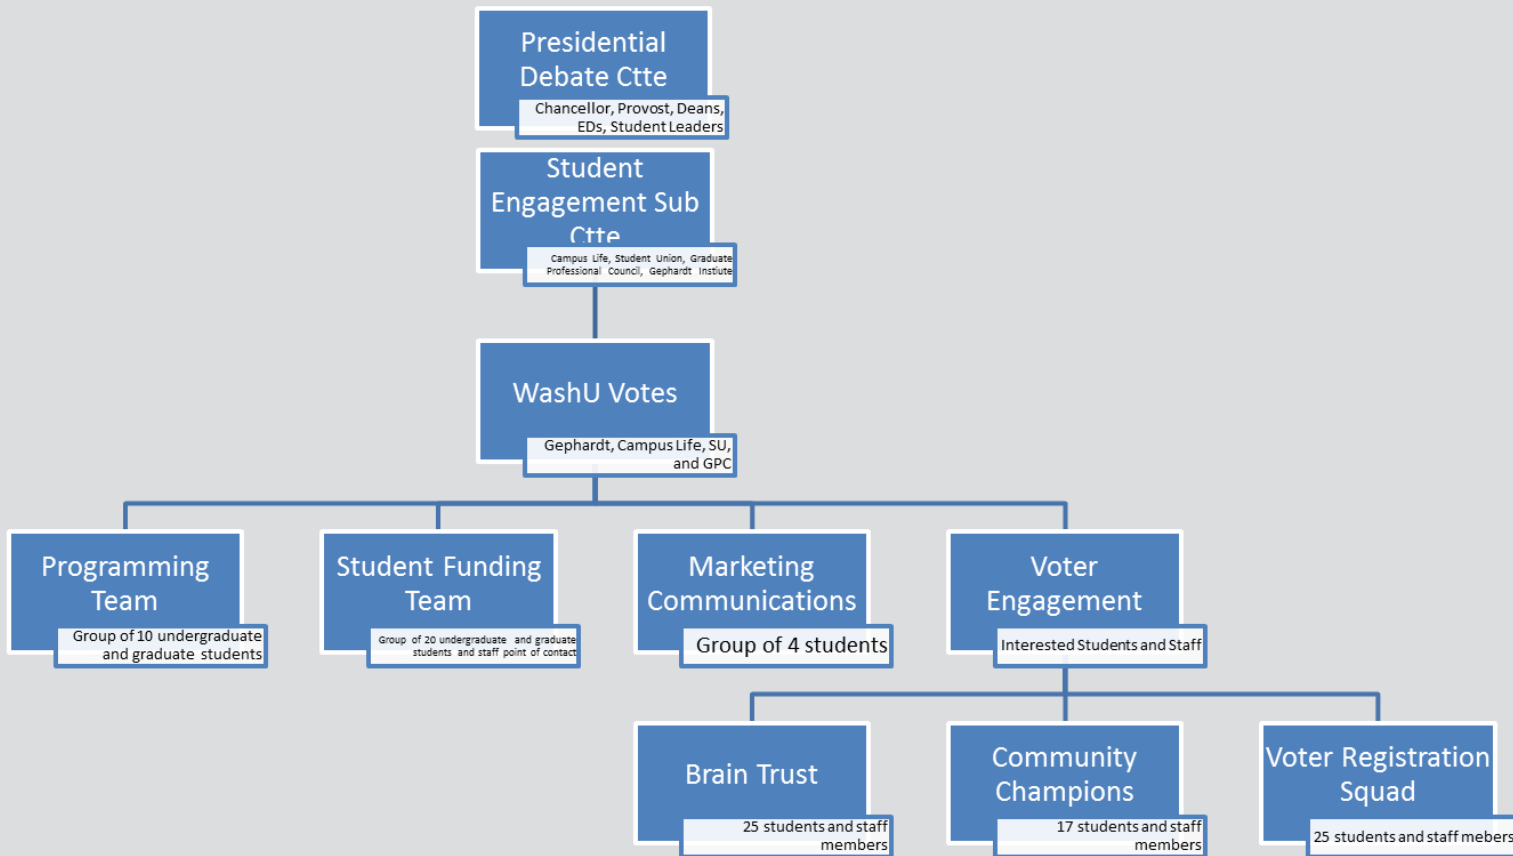 Presidential
Debate Ctte
Chancellor, Provost, Deans,
EDs, Student Leaders
Student
Engagement Sub
Ctte
Campus Life, Student Union, Graduate
Professional Council, Gephardt Instiute
WashU Votes
Gephardt, Campus Life, SU,
and GPC
Programming
Team
Group of 10 undergraduate
and graduate students
Student Funding
Team
Group of 20 undergraduate and graduate
students and staff point of contact
Marketing
Communications
Group of 4 students
Voter
Engagement
Interested Students and Staff
Brain Trust
25 students and staff
members
Community
Champions
17 students and staff
members
Voter Registration
Squad
25 students and staff mebers